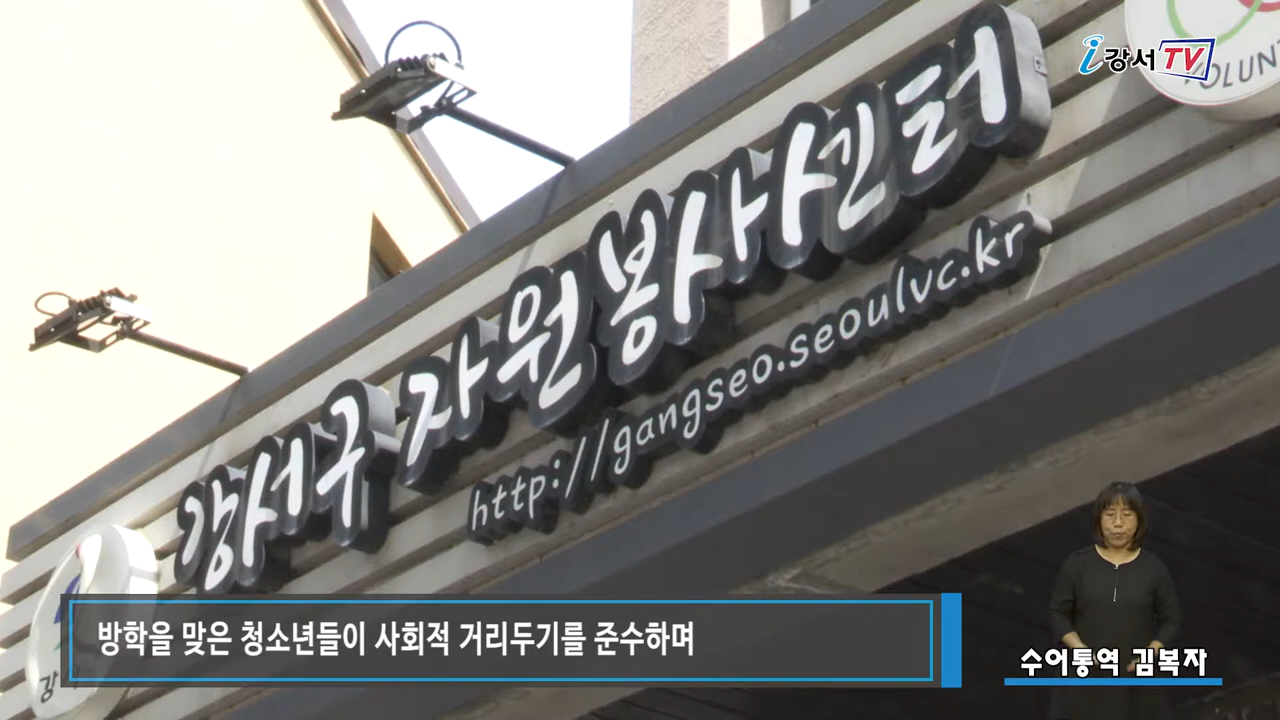 i강서TV
강서구 자원봉사센터
http://gangseo.seoulvc.kr
방학을 맞은 청소년들이 사회적 거리두기를 준수하며
수어통역 김복자